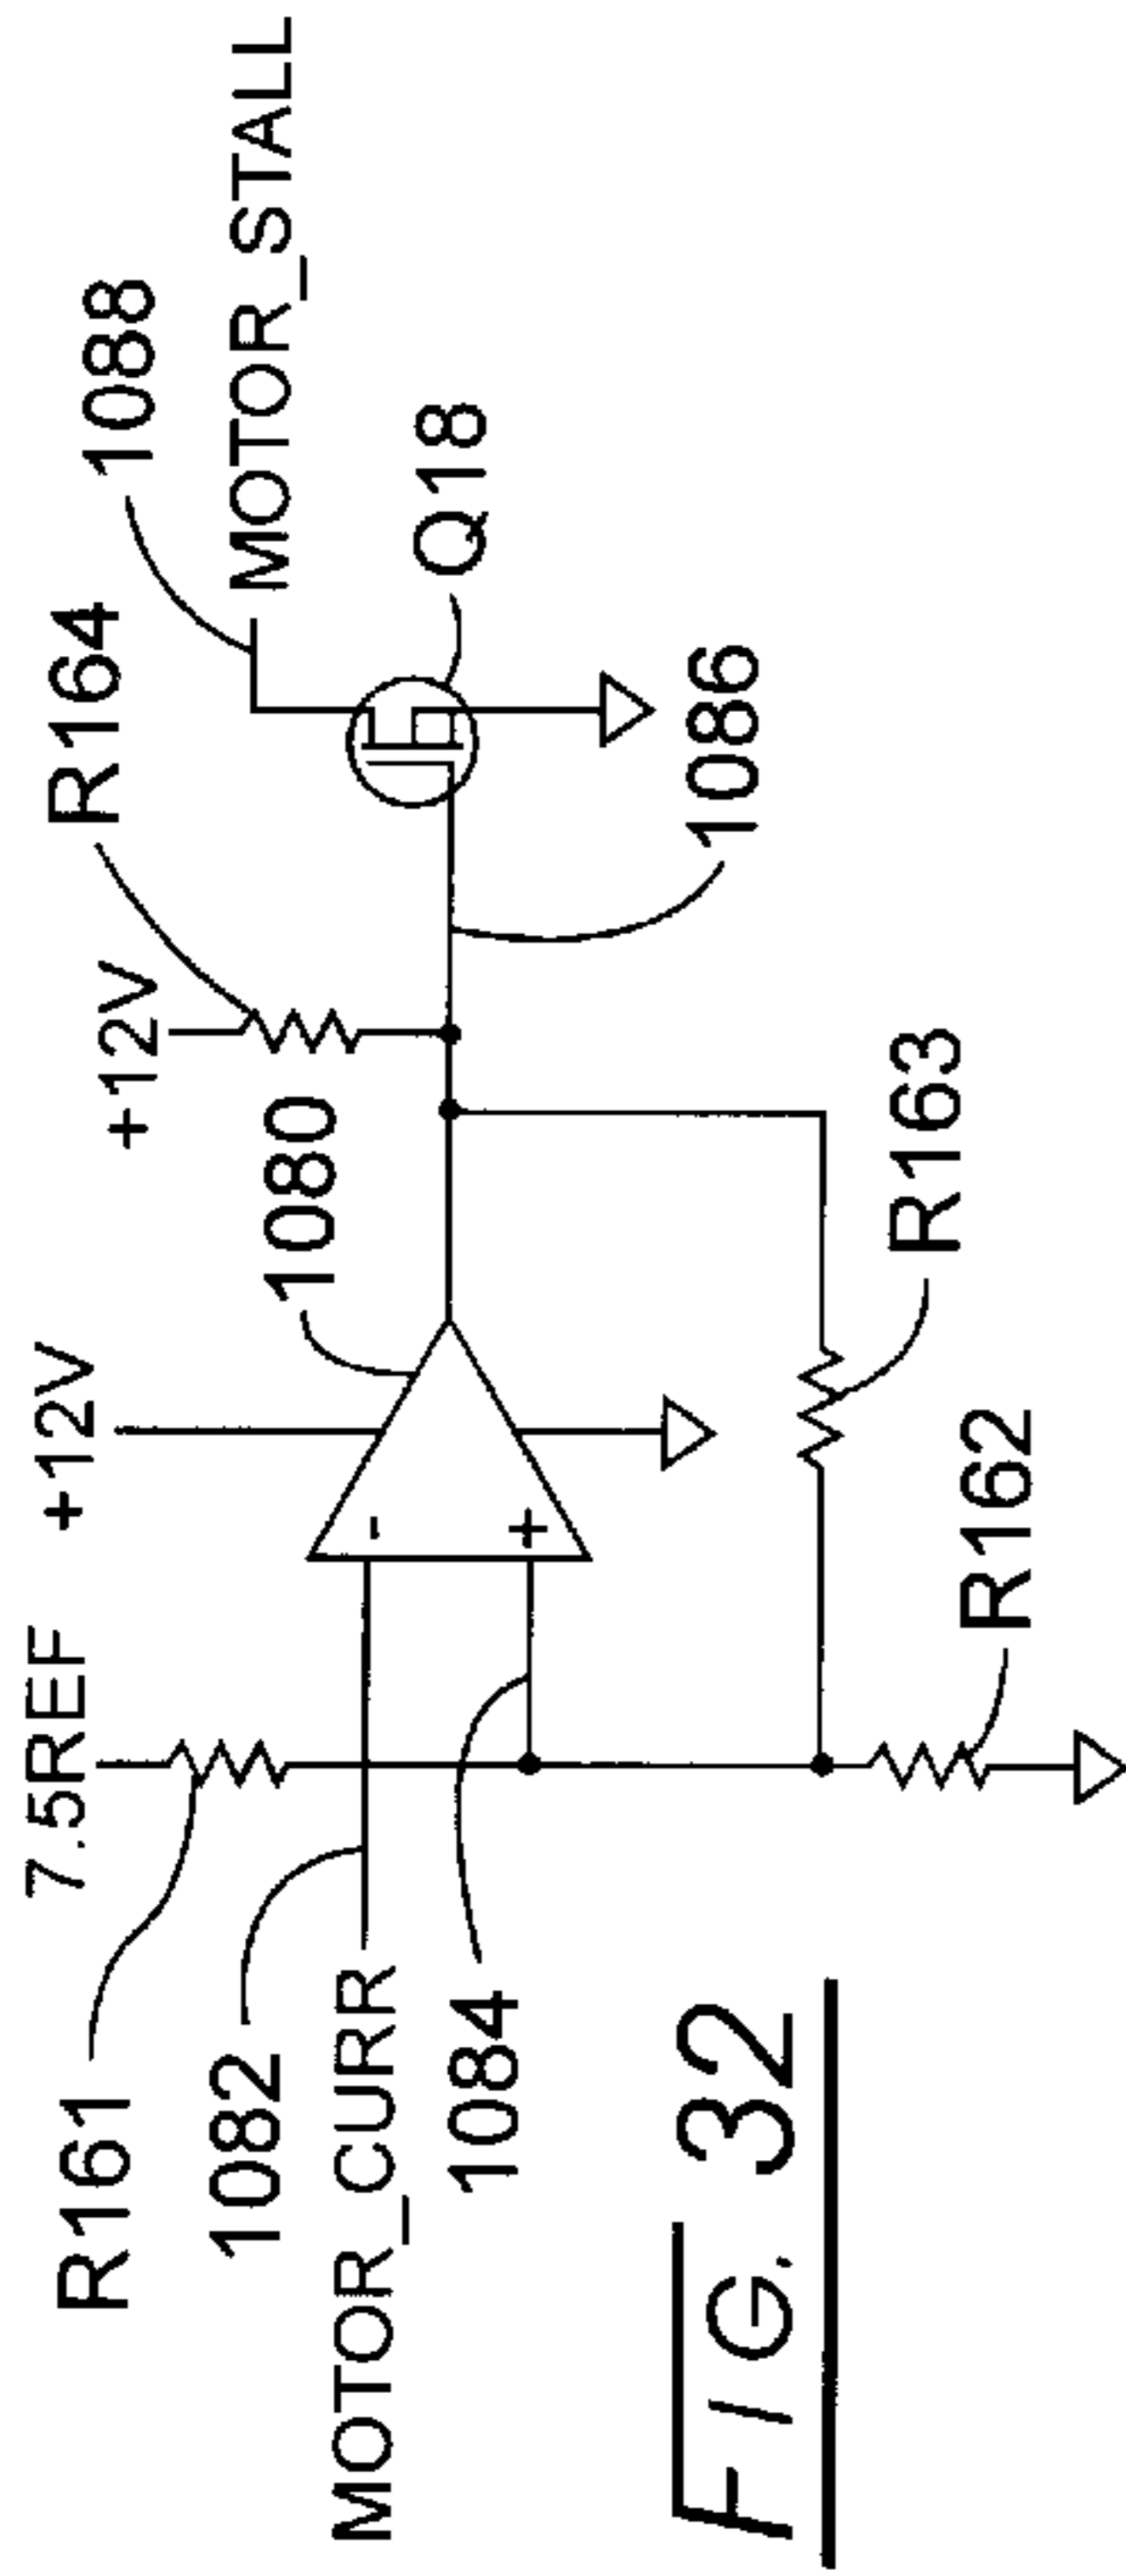 7.5REF
+12V
+12V
R164
1088
MOTOR_STALL
R161
1080
Q18
1082
MOTOR_CURR
-
+
1084
1086
R163
R162
FIG. 32